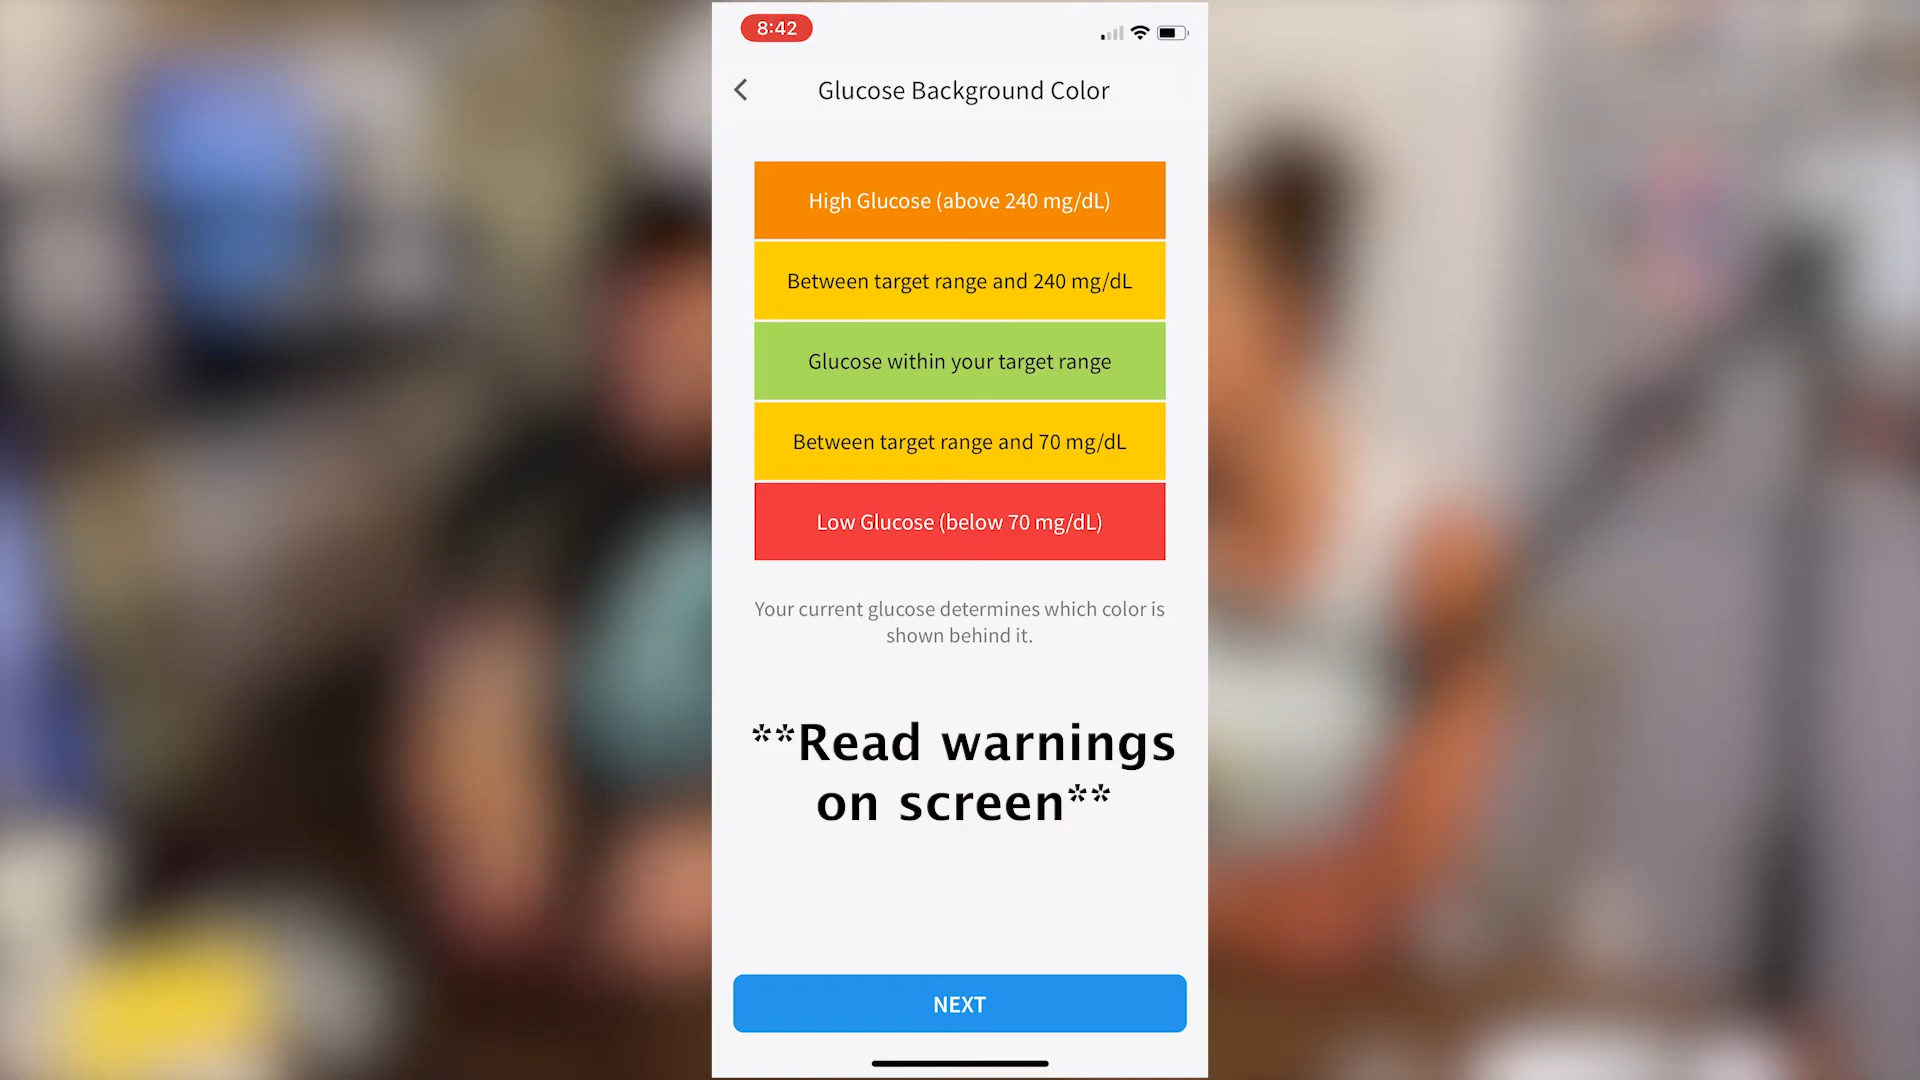 8:42
Glucose Background Color
High Glucose (above 240 mg/dL)
Between target range and 240 mg/dL
Glucose within your target range
Between target range and 70 mg/dL
Low Glucose (below 70 mg/dL)
Your current glucose determines which color is
shown behind it.
**Read warnings
on screen**
NEXT